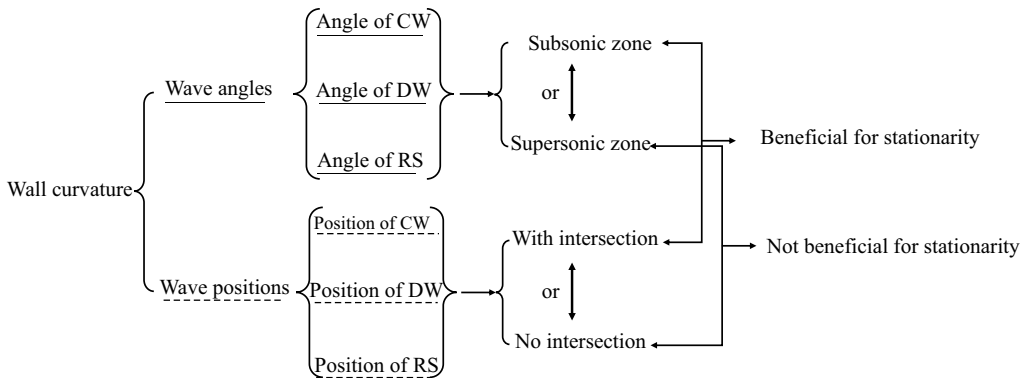 Wall curvature
Wave angles
Angle of CW
Angle of DW
Angle of RS
Subsonic zone
or
Supersonic zone
Wave positions
Position of CW
Position of DW
Position of RS
With intersection
or
No intersection
Beneficial for stationarity
Not beneficial for stationarity